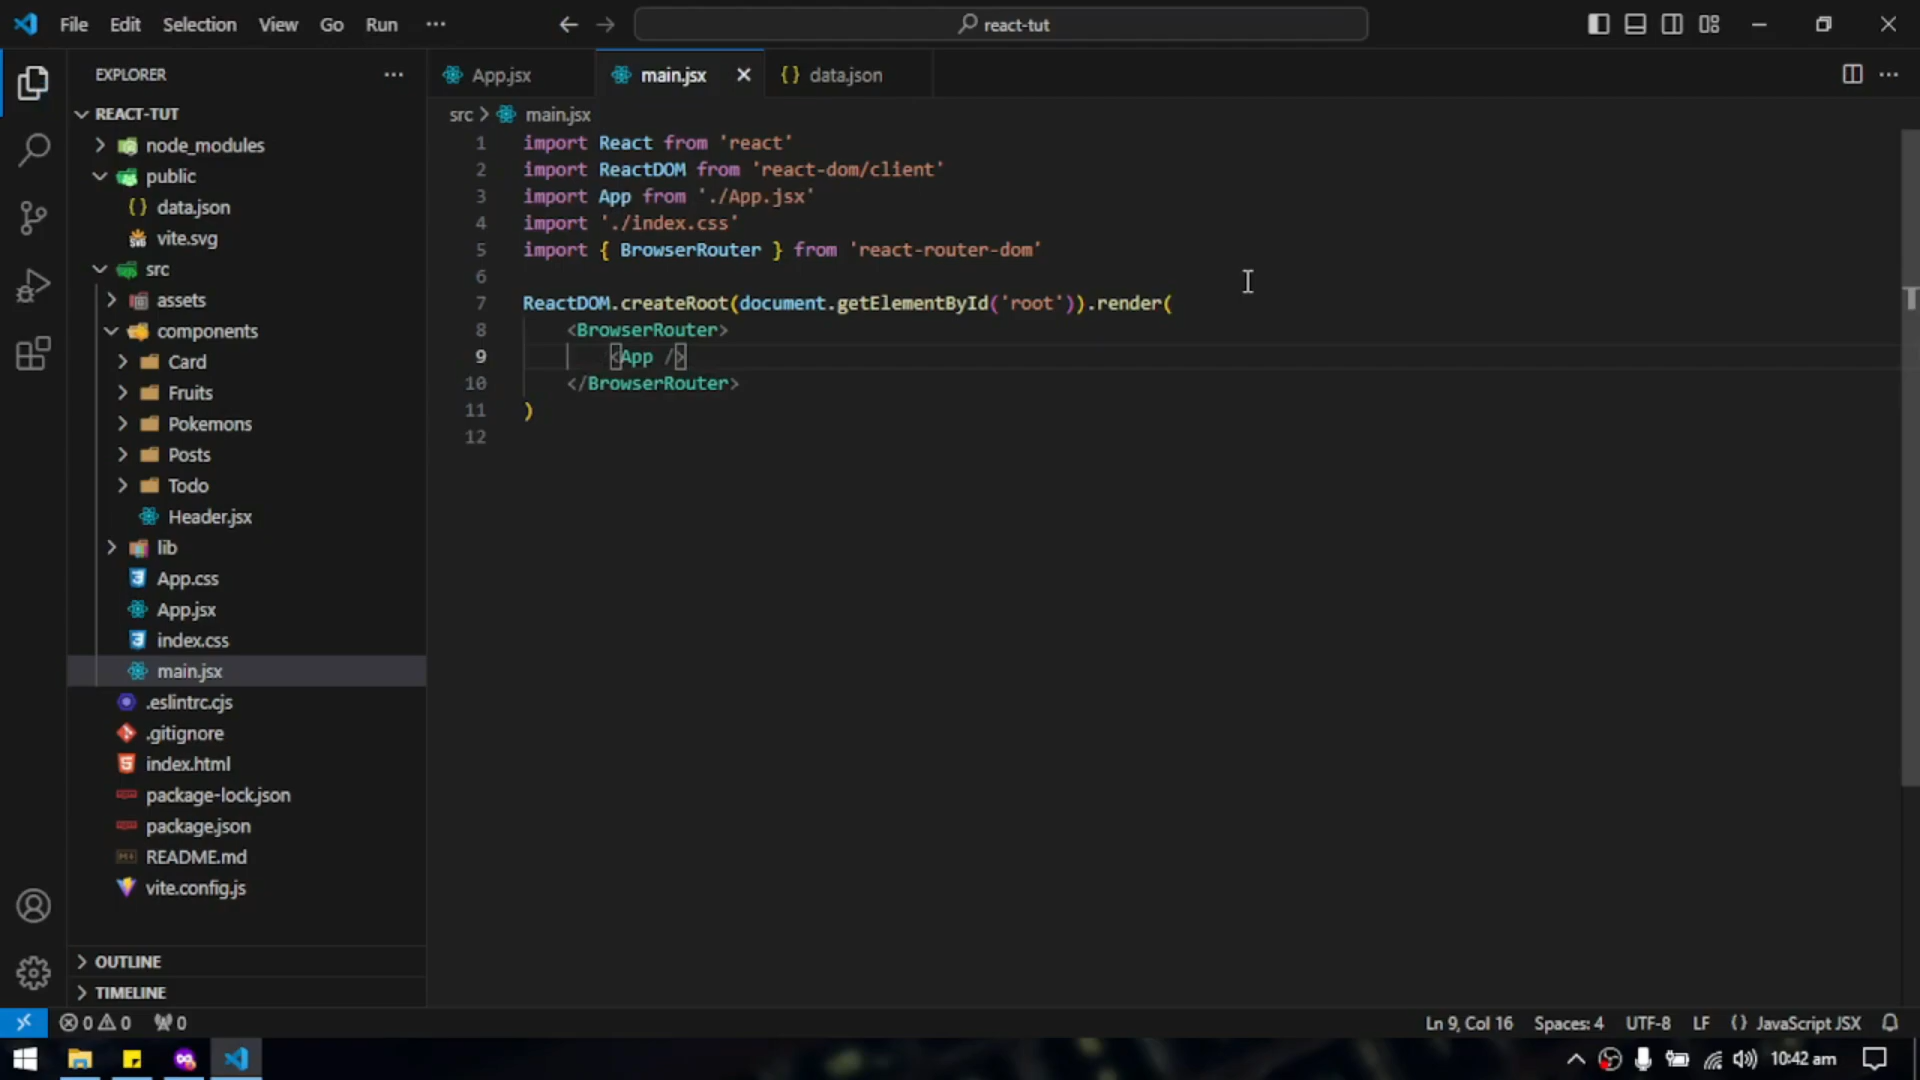 File Edit Selection View Go Run ···
react-tut
EXPLORER ···
REACT-TUT
node_modules
public
{} data.json
vite.svg
src
assets
components
Card
Fruits
Pokemons
Posts
Todo
Header.jsx
lib
App.css
App.jsx
index.css
main.jsx
.eslintrc.cjs
.gitignore
index.html
package-lock.json
package.json
README.md
vite.config.js
OUTLINE
TIMELINE
App.jsx main.jsx {} data.json
src > main.jsx
1 import React from 'react'
2 import ReactDOM from 'react-dom/client'
3 import App from './App.jsx'
4 import './index.css'
5 import { BrowserRouter } from 'react-router-dom'
6
7 ReactDOM.createRoot(document.getElementById('root')).render(
8 <BrowserRouter>
9 <App />
10 </BrowserRouter>
11 )
12
0 0 0 Ln 9, Col 16 Spaces: 4 UTF-8 LF {} JavaScript JSX
10:42 am